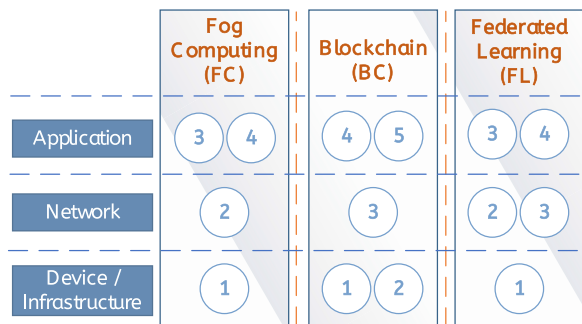 Fog
Computing
(FC)
Blockchain
(BC)
Federated
Learning
(FL)
Application
3 4
4 5
3 4
Network
2
3
2 3
Device /
Infrastructure
1
1 2
1